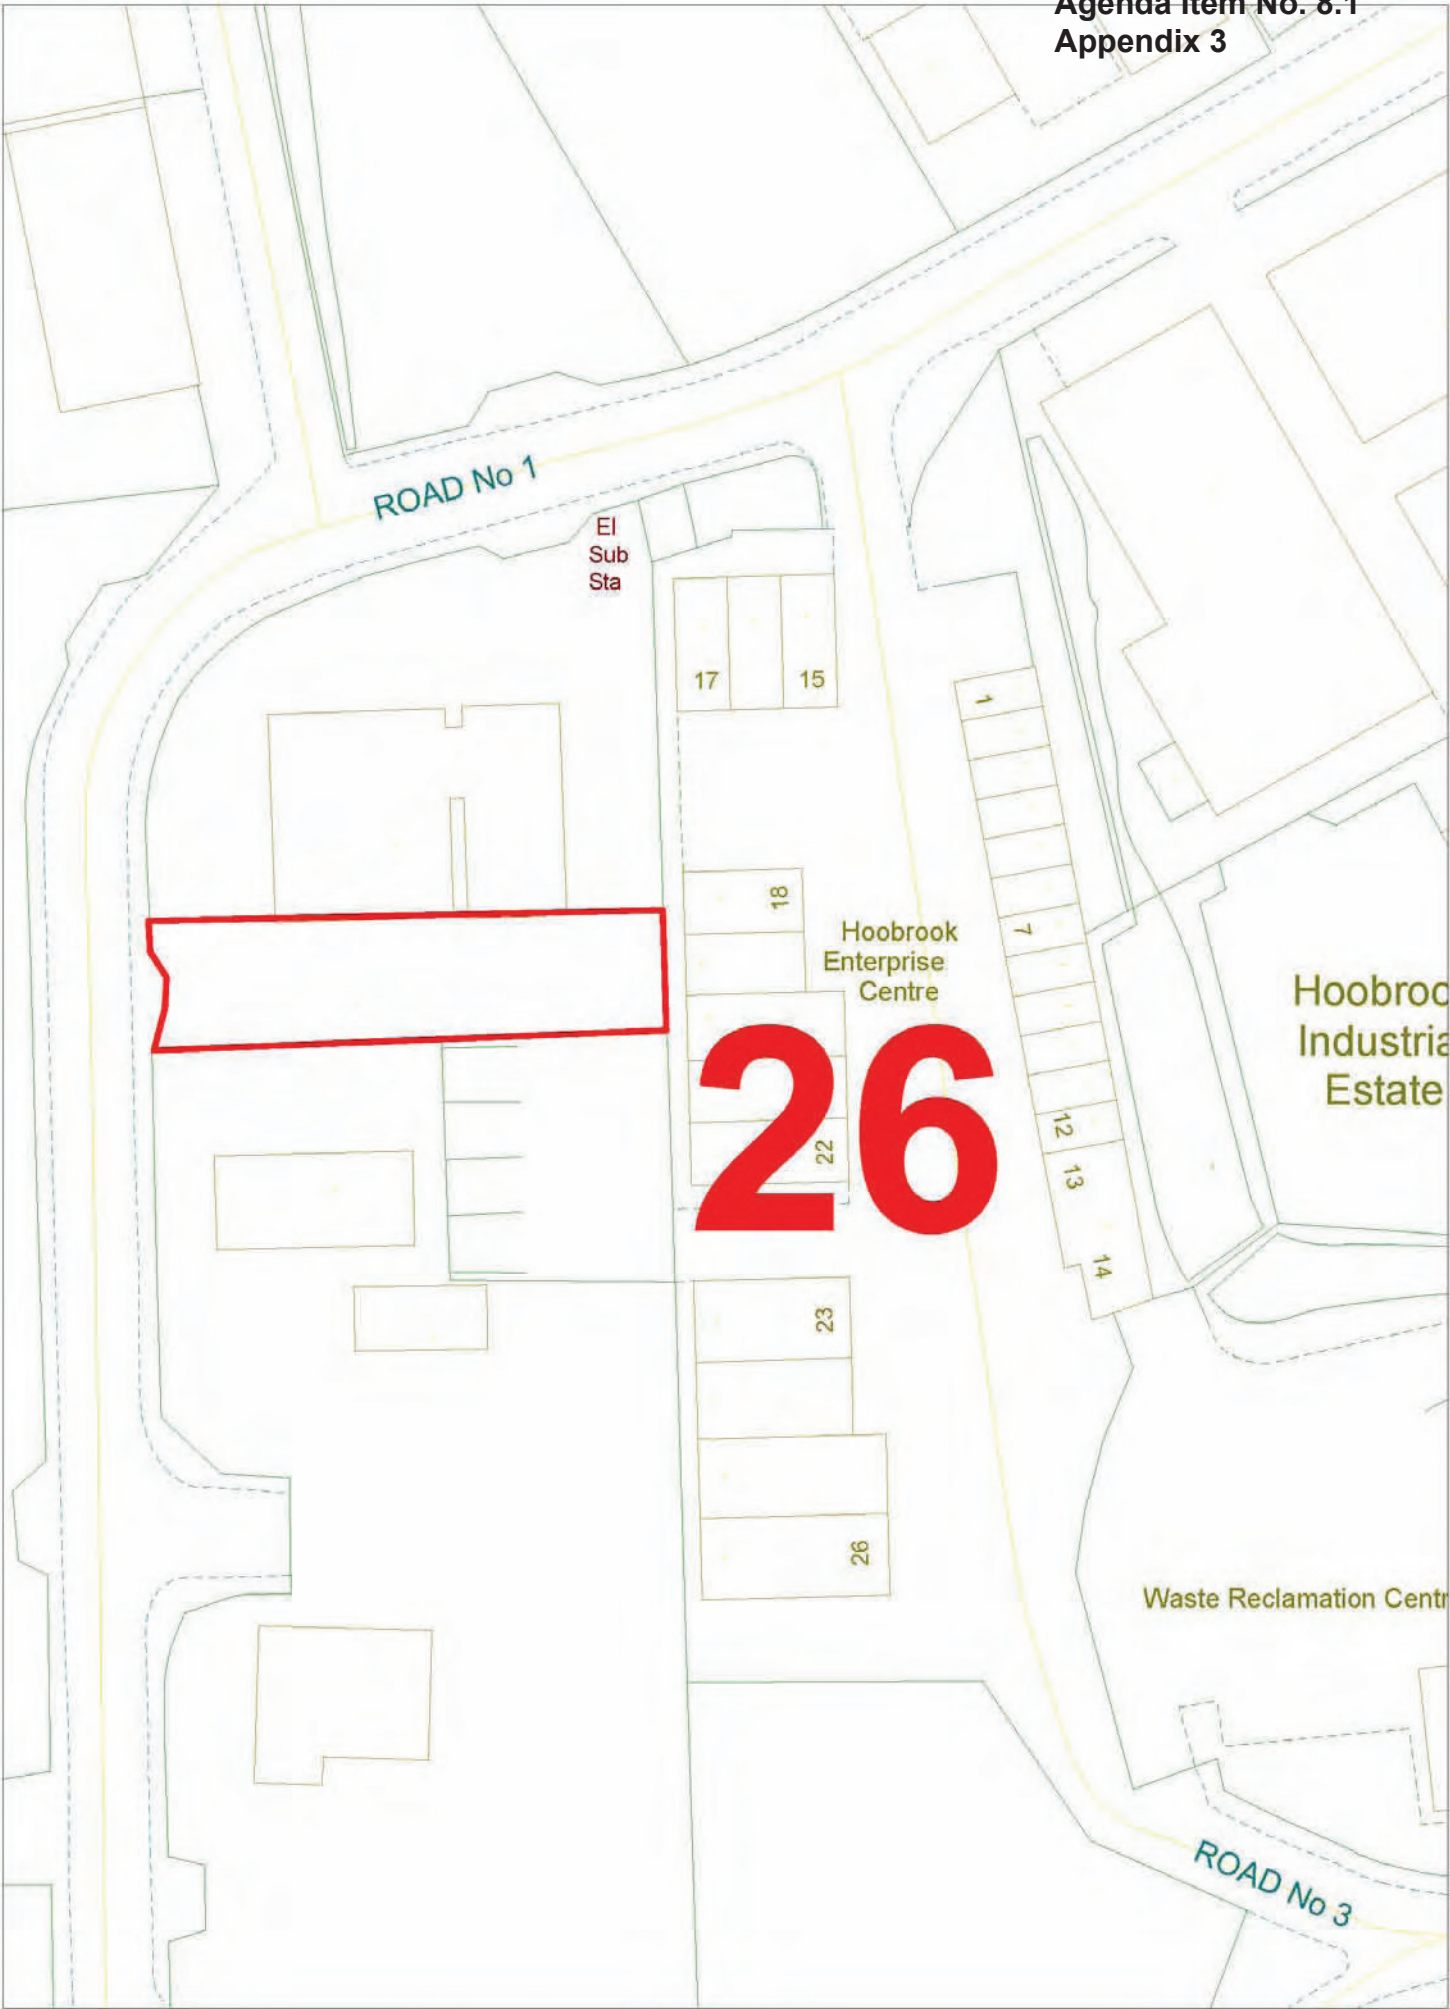 Agenda Item No. 8.1
Appendix 3
ROAD No 1
El
Sub
Sta
17
15
1
18
7
Hoobrook
Enterprise
Centre
Hoobroo
Industria
Estate
26
12
22
13
14
23
26
Waste Reclamation Centr
ROAD No 3